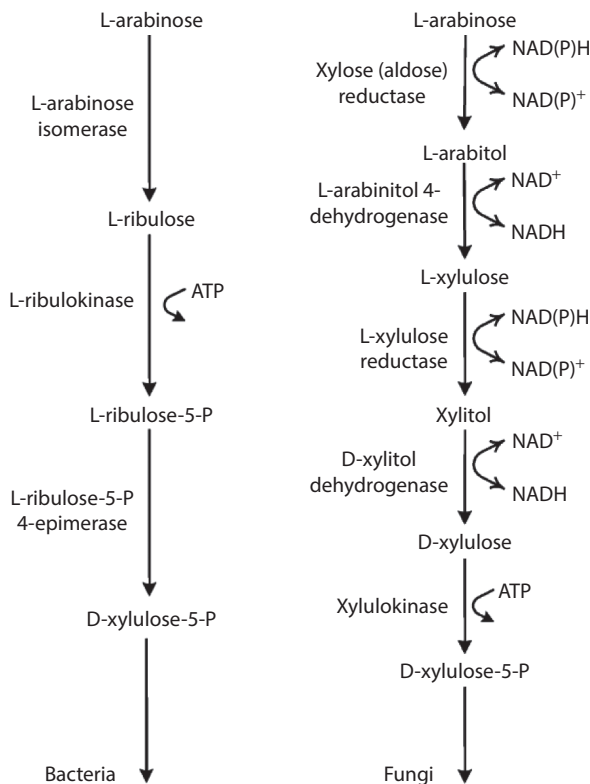 L-arabinose
L-arabinose
isomerase
L-ribulose
L-ribulokinase
ATP
L-ribulose-5-P
L-ribulose-5-P
4-epimerase
D-xylulose-5-P
Bacteria
L-arabinose
Xylose (aldose)
reductase
NAD(P)H
NAD(P)+
L-arabitol
L-arabinitol 4-
dehydrogenase
NAD+
NADH
L-xylulose
L-xylulose
reductase
NAD(P)H
NAD(P)+
Xylitol
D-xylitol
dehydrogenase
NAD+
NADH
D-xylulose
Xylulokinase
ATP
D-xylulose-5-P
Fungi